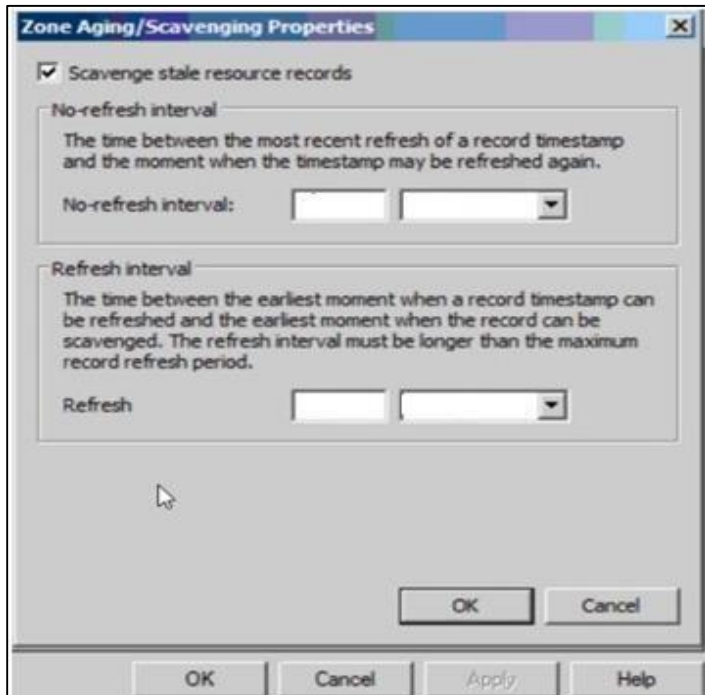 Zone Aging/Scavenging Properties
Scavenge stale resource records
No-refresh interval
The time between the most recent refresh of a record timestamp
and the moment when the timestamp may be refreshed again.
No-refresh interval:
Refresh interval
The time between the earliest moment when a record timestamp can
be refreshed and the earliest moment when the record can be
scavenged. The refresh interval must be longer than the maximum
record refresh period.
Refresh
OK Cancel
OK Cancel Apply Help